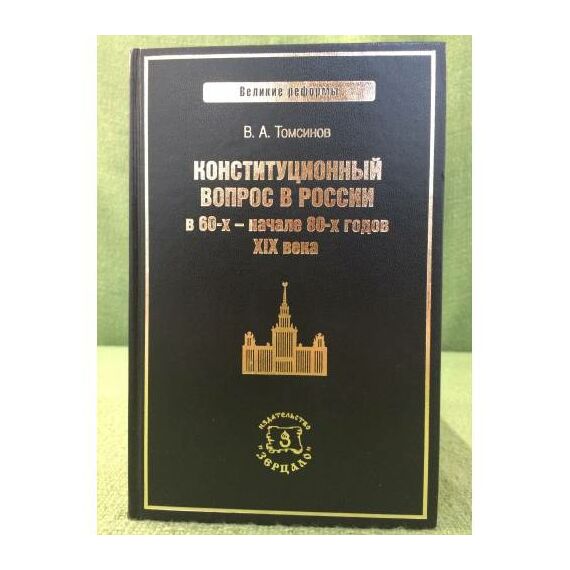 Великие реформы
В. А. Томсинов
КОНСТИТУЦИОННЫЙ
ВОПРОС В РОССИИ
в 60-х – начале 80-х годов
XIX века
издательство
"ЗЕРЦАЛО"